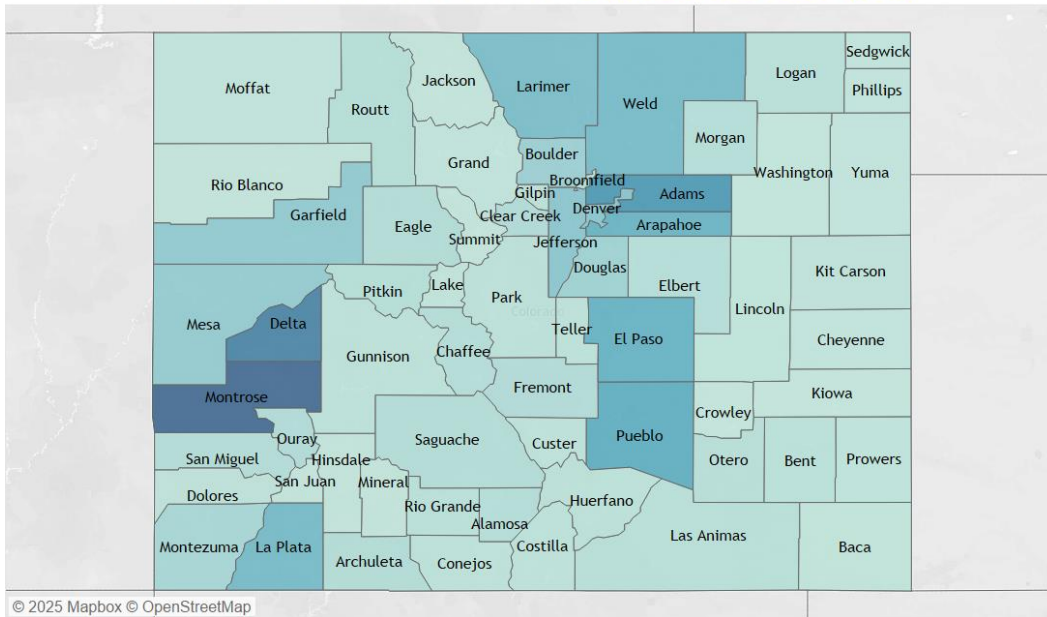 Sedgwick
Jackson
Logan
Moffat
Larimer
Phillips
Weld
Routt
Morgan
Boulder
Grand
Washington
Yuma
Rio Blanco
Broomfield
Gilpin
Adams
Garfield
Denver
Clear Creek
Eagle
Arapahoe
Summit
Jefferson
Douglas
Kit Carson
Lake
Elbert
Pitkin
Park
Lincoln
Colorado
Mesa
Delta
Teller
El Paso
Cheyenne
Chaffee
Gunnison
Fremont
Kiowa
Montrose
Crowley
Pueblo
Ouray
Saguache
Custer
San Miguel
Hinsdale
Otero
Bent
Prowers
San Juan
Mineral
Dolores
Huerfano
Rio Grande
Alamosa
Las Animas
Montezuma
La Plata
Costilla
Baca
Archuleta
Conejos
© 2025 Mapbox © OpenStreetMap